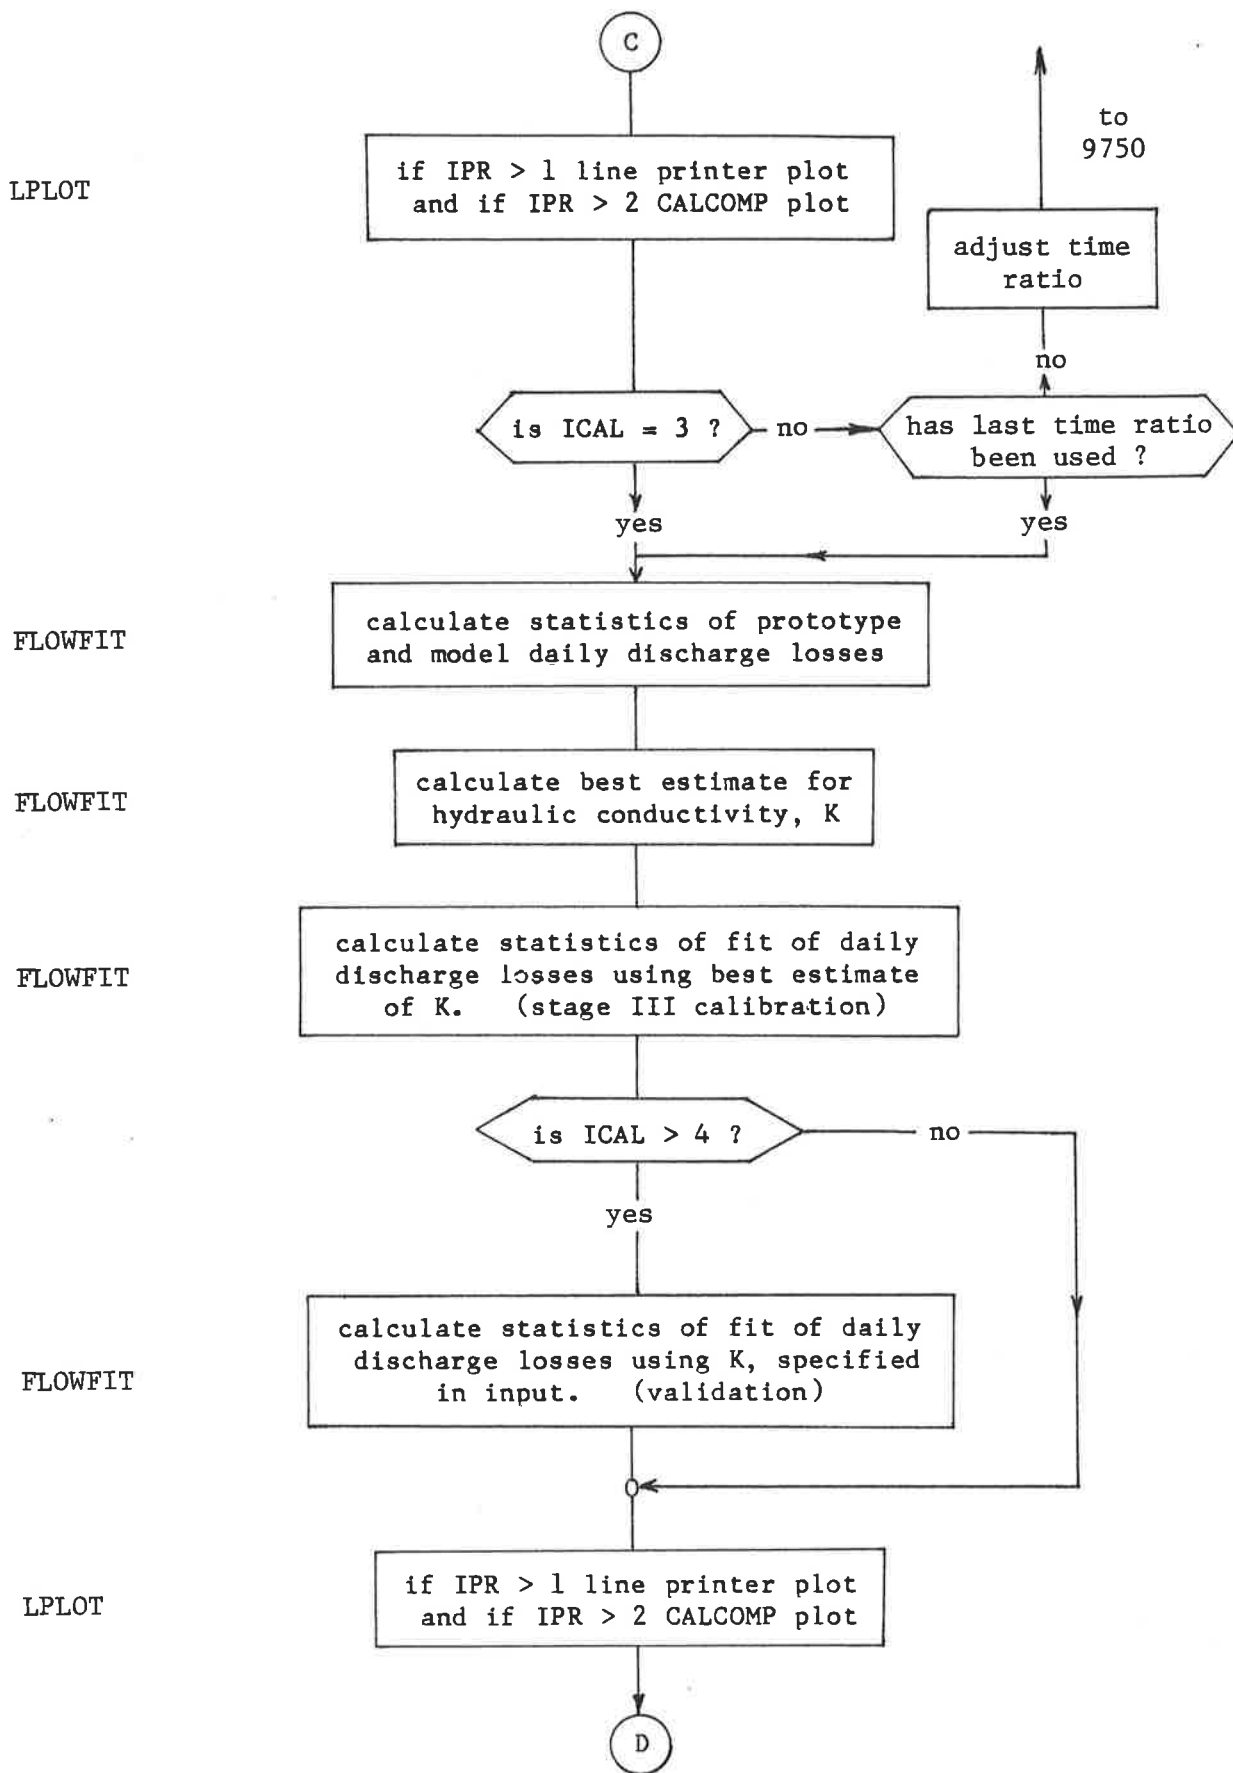 C
to
9750
LPLOT
if IPR > 1 line printer plot
and if IPR > 2 CALCOMP plot
adjust time
ratio
no
is ICAL = 3 ?
no
has last time ratio
been used ?
yes
yes
FLOWFIT
calculate statistics of prototype
and model daily discharge losses
FLOWFIT
calculate best estimate for
hydraulic conductivity, K
FLOWFIT
calculate statistics of fit of daily
discharge losses using best estimate
of K. (stage III calibration)
is ICAL > 4 ?
no
yes
FLOWFIT
calculate statistics of fit of daily
discharge losses using K, specified
in input. (validation)
LPLOT
if IPR > 1 line printer plot
and if IPR > 2 CALCOMP plot
D